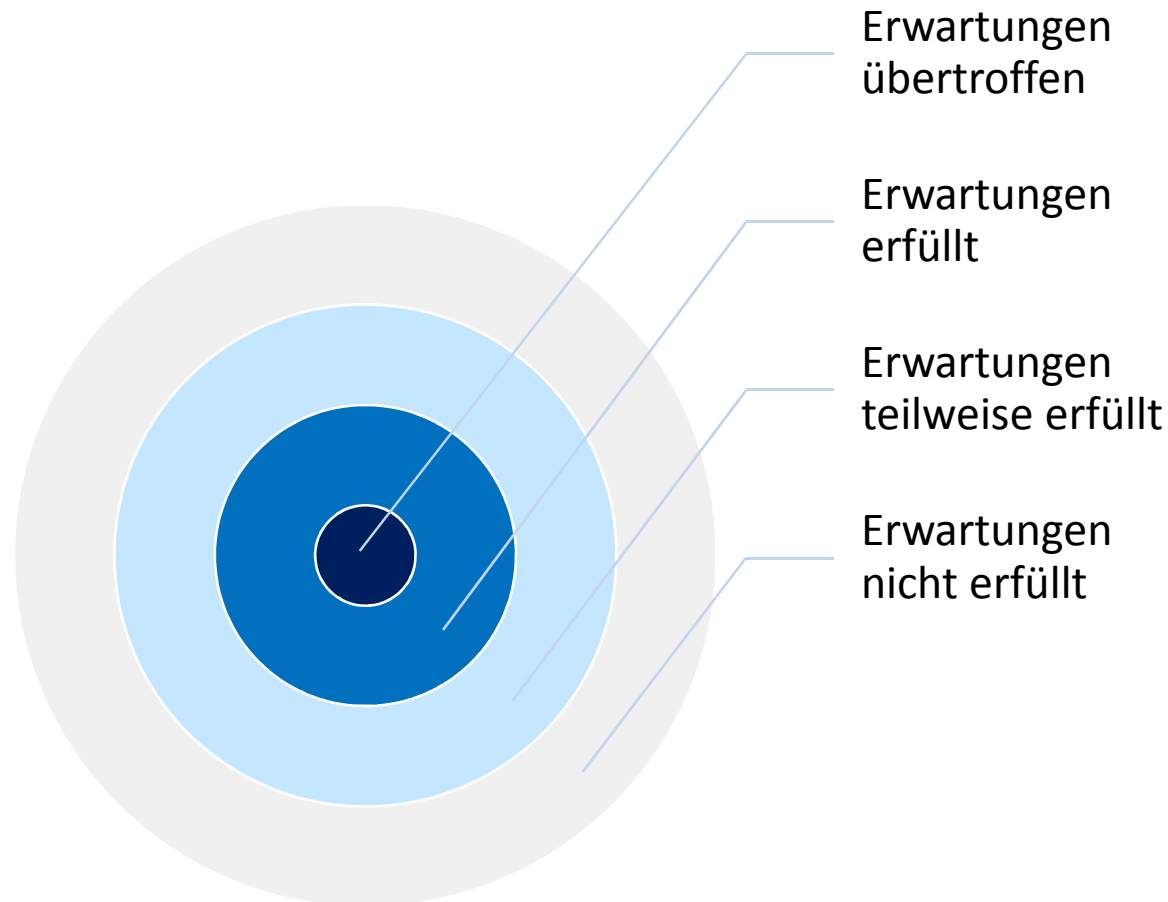 Erwartungen
übertroffen
Erwartungen
erfüllt
Erwartungen
teilweise erfüllt
Erwartungen
nicht erfüllt